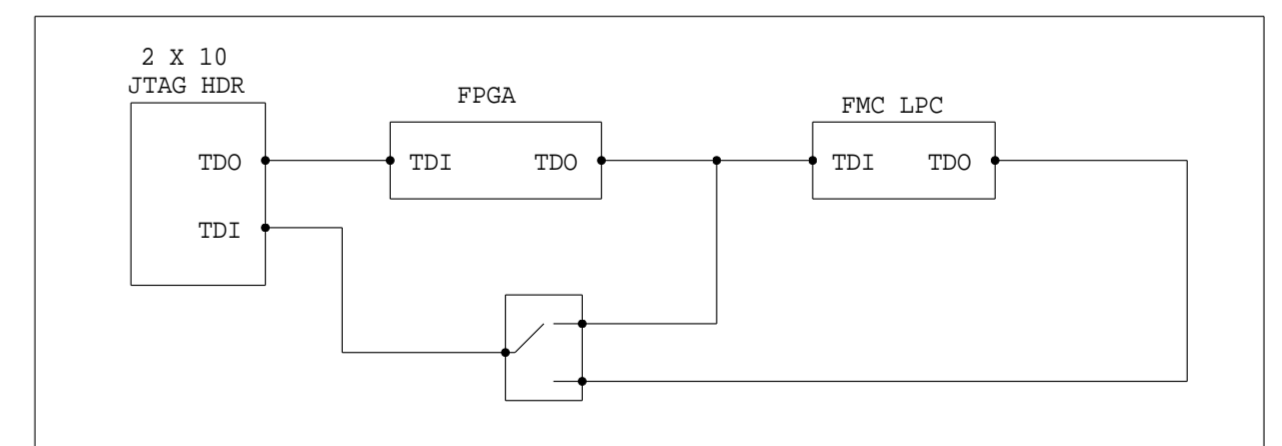 2 X 10
JTAG HDR
FPGA
FMC LPC
TDO
TDI
TDO
TDI
TDO
TDI